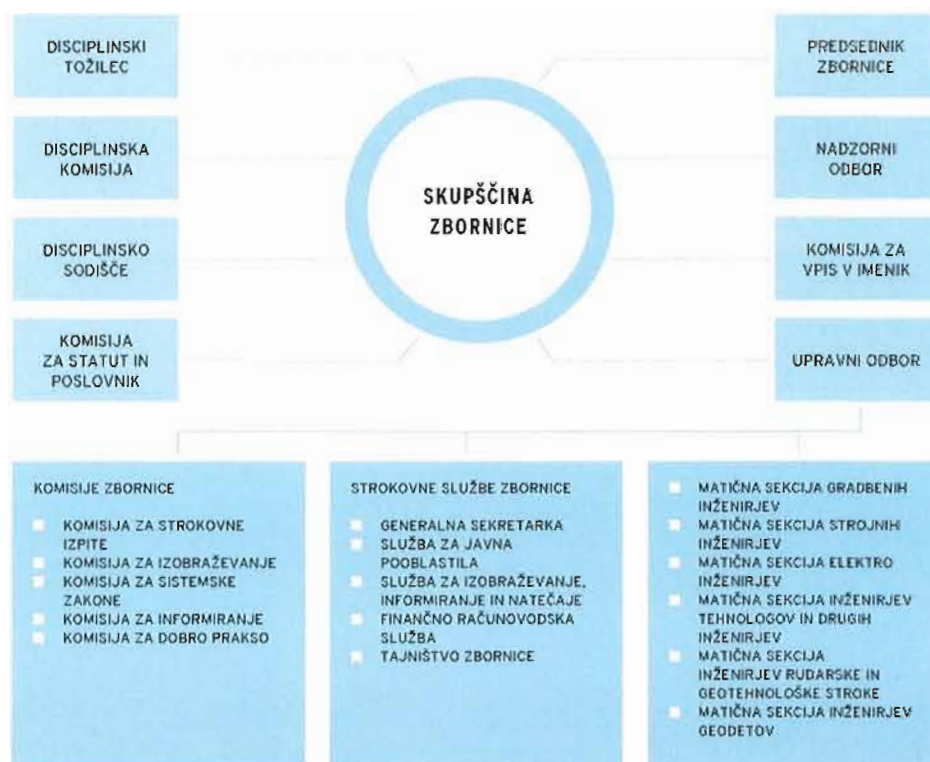 DISCIPLINSKI
TOŽILEC
DISCIPLINSKA
KOMISIJA
DISCIPLINSKO
SODIŠČE
KOMISIJA
ZA STATUT IN
POSLOVNIK
SKUPŠČINA
ZBORNICE
PREDSEDNIK
ZBORNICE
NADZORNI
ODBOR
KOMISIJA ZA
VPIS V IMENIK
UPRAVNI ODBOR
KOMISIJE ZBORNICE
KOMISIJA ZA STROKOVNE
IZPITE
KOMISIJA ZA IZOBRAŽEVANJE
KOMISIJA ZA SISTEMSKE
ZAKONE
KOMISIJA ZA INFORMIRANJE
KOMISIJA ZA DOBRO PRAKSO
STROKOVNE SLUŽBE ZBORNICE
GENERALNA SEKRETARKA
SLUŽBA ZA JAVNA
POOBLASTILA
SLUŽBA ZA IZOBRAŽEVANJE,
INFORMIRANJE IN NATEČAJE
FINANČNO RAČUNOVODSKA
SLUŽBA
TAJNIŠTVO ZBORNICE
MATIČNA SEKCIJA GRADBENIH
INŽENIRJEV
MATIČNA SEKCIJA STROJNIH
INŽENIRJEV
MATIČNA SEKCIJA ELEKTRO
INŽENIRJEV
MATIČNA SEKCIJA INŽENIRJEV
TEHNOLOGOV IN DRUGIH
INŽENIRJEV
MATIČNA SEKCIJA
INŽENIRJEV RUDARSKE IN
GEOTEHNOLOŠKE STROKE
MATIČNA SEKCIJA INŽENIRJEV
GEODETOV